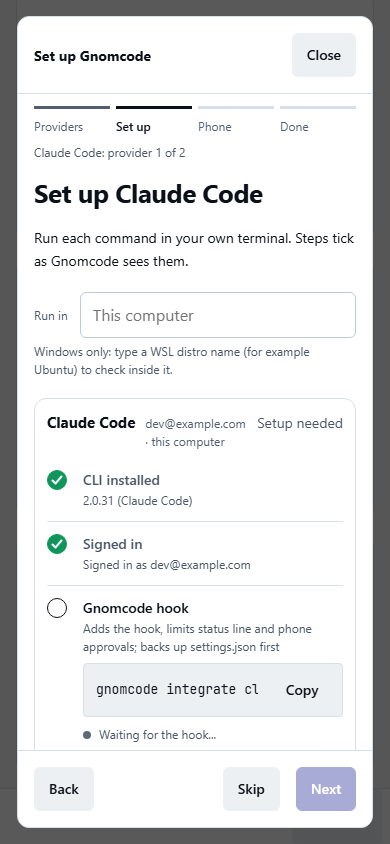 Set up Gnomcode
Close
Providers
Set up
Phone
Done
Claude Code: provider 1 of 2
Set up Claude Code
Run each command in your own terminal. Steps tick
as Gnomcode sees them.
Run in
This computer
Windows only: type a WSL distro name (for example
Ubuntu) to check inside it.
Claude Code
dev@example.com
· this computer
Setup needed
CLI installed
2.0.31 (Claude Code)
Signed in
Signed in as dev@example.com
Gnomcode hook
Adds the hook, limits status line and phone
approvals; backs up settings.json first
gnomcode integrate cl
Copy
Waiting for the hook...
Back
Skip
Next